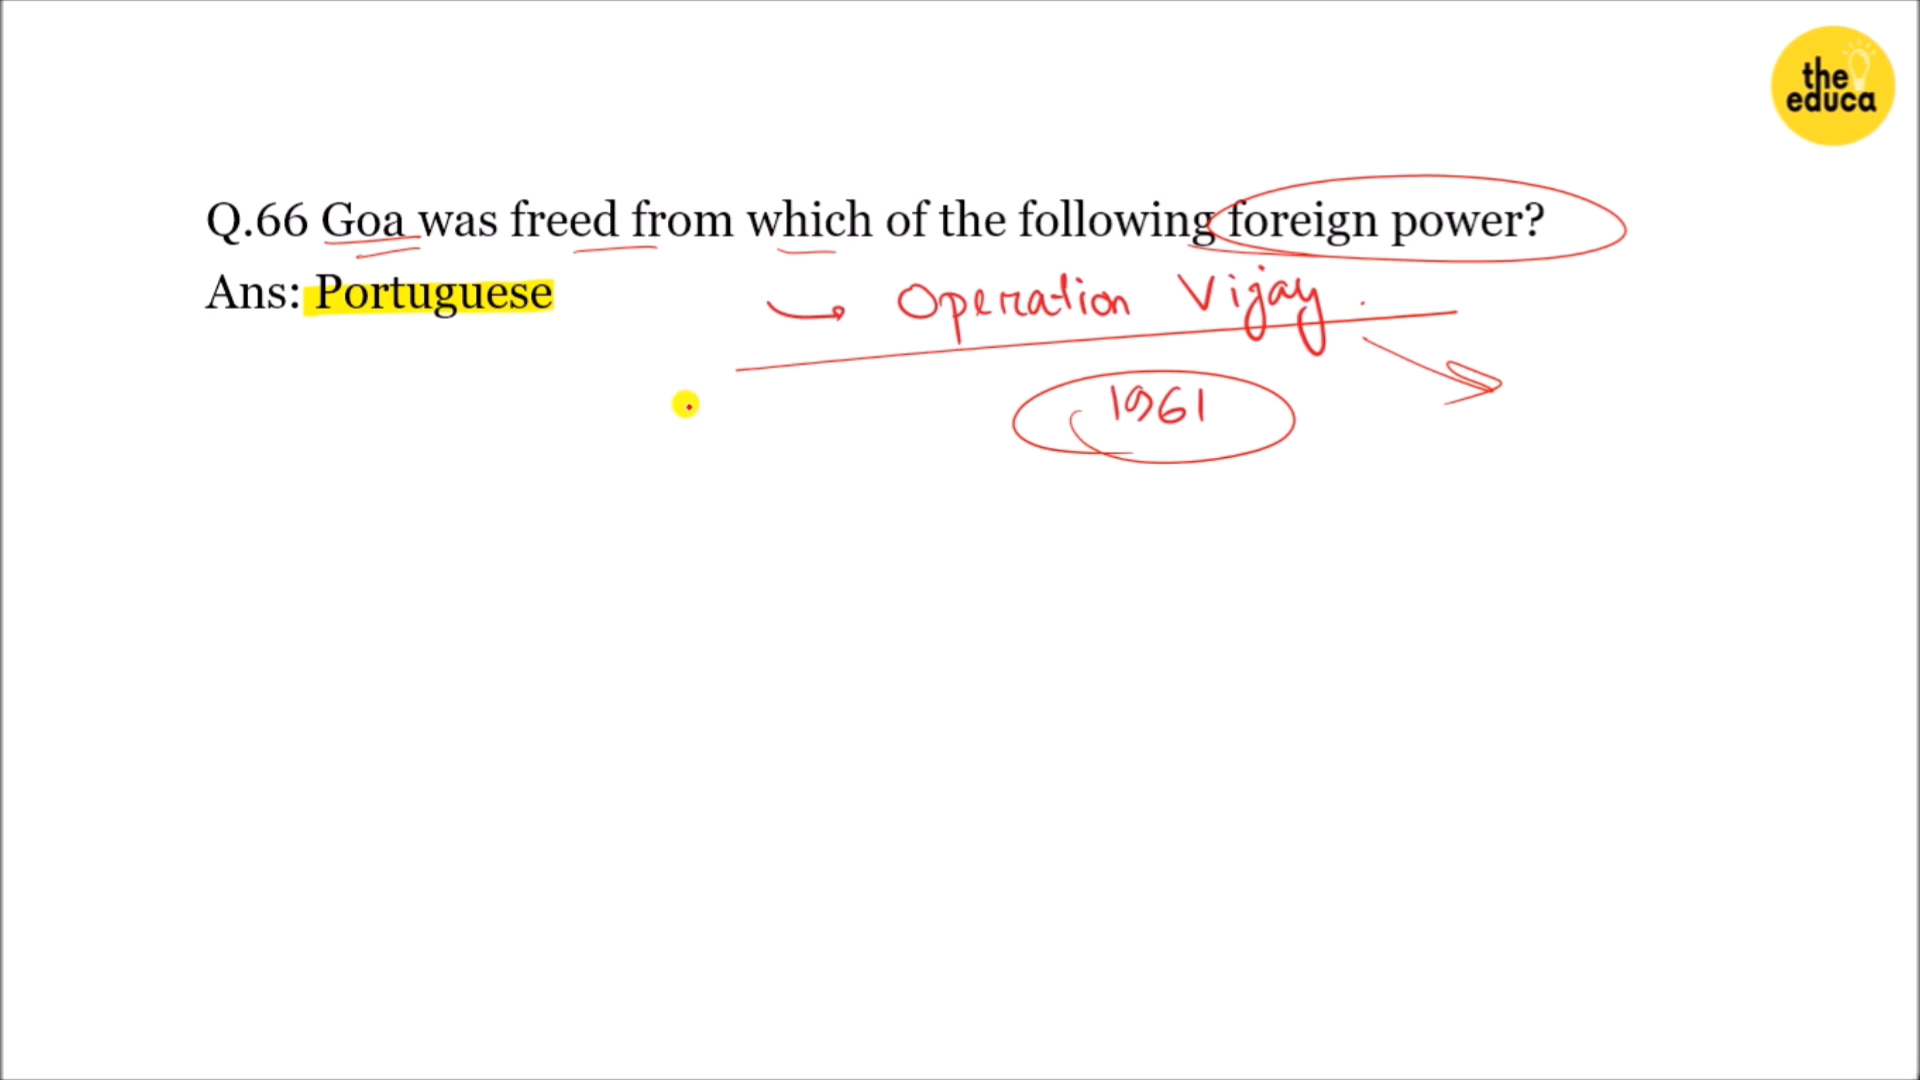 the
educa
Q.66 Goa was freed from which of the following foreign power?
Ans: Portuguese
Operation Vijay.
1961